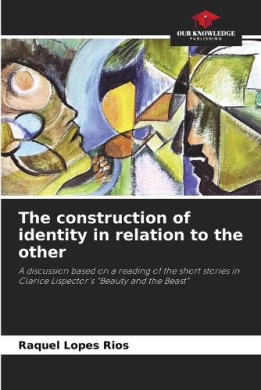 OUR KNOWLEDGE
PUBLISHING
The construction of
identity in relation to the
other
A discussion based on a reading of the short stories in
Clarice Lispector's "Beauty and the Beast"
Raquel Lopes Rios